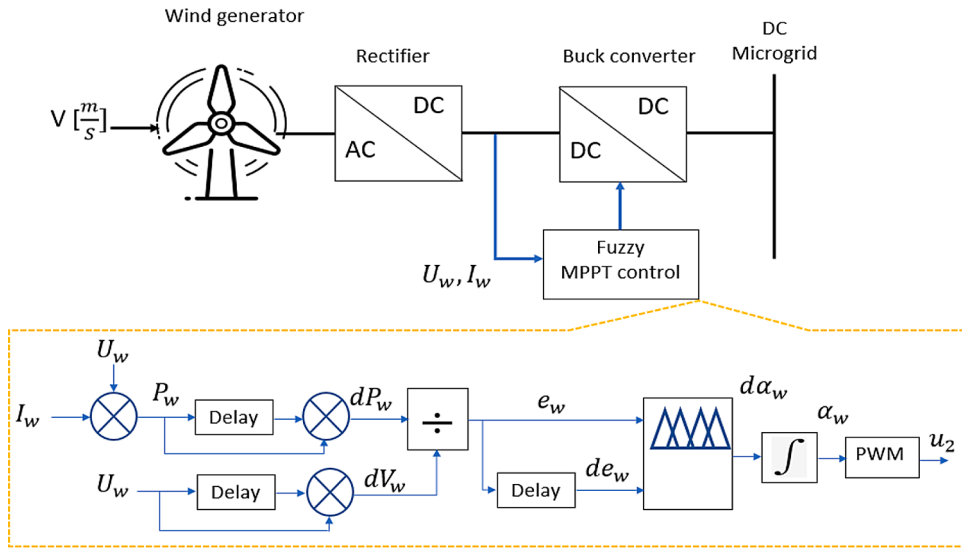 Wind generator
DC
Microgrid
Rectifier
Buck converter
V [m/s]
DC
AC
DC
DC
Fuzzy
MPPT control
U_w, I_w
U_w
I_w
P_w
Delay
dP_w
÷
e_w
dα_w
α_w
∫
PWM
u_2
U_w
Delay
dV_w
Delay
de_w